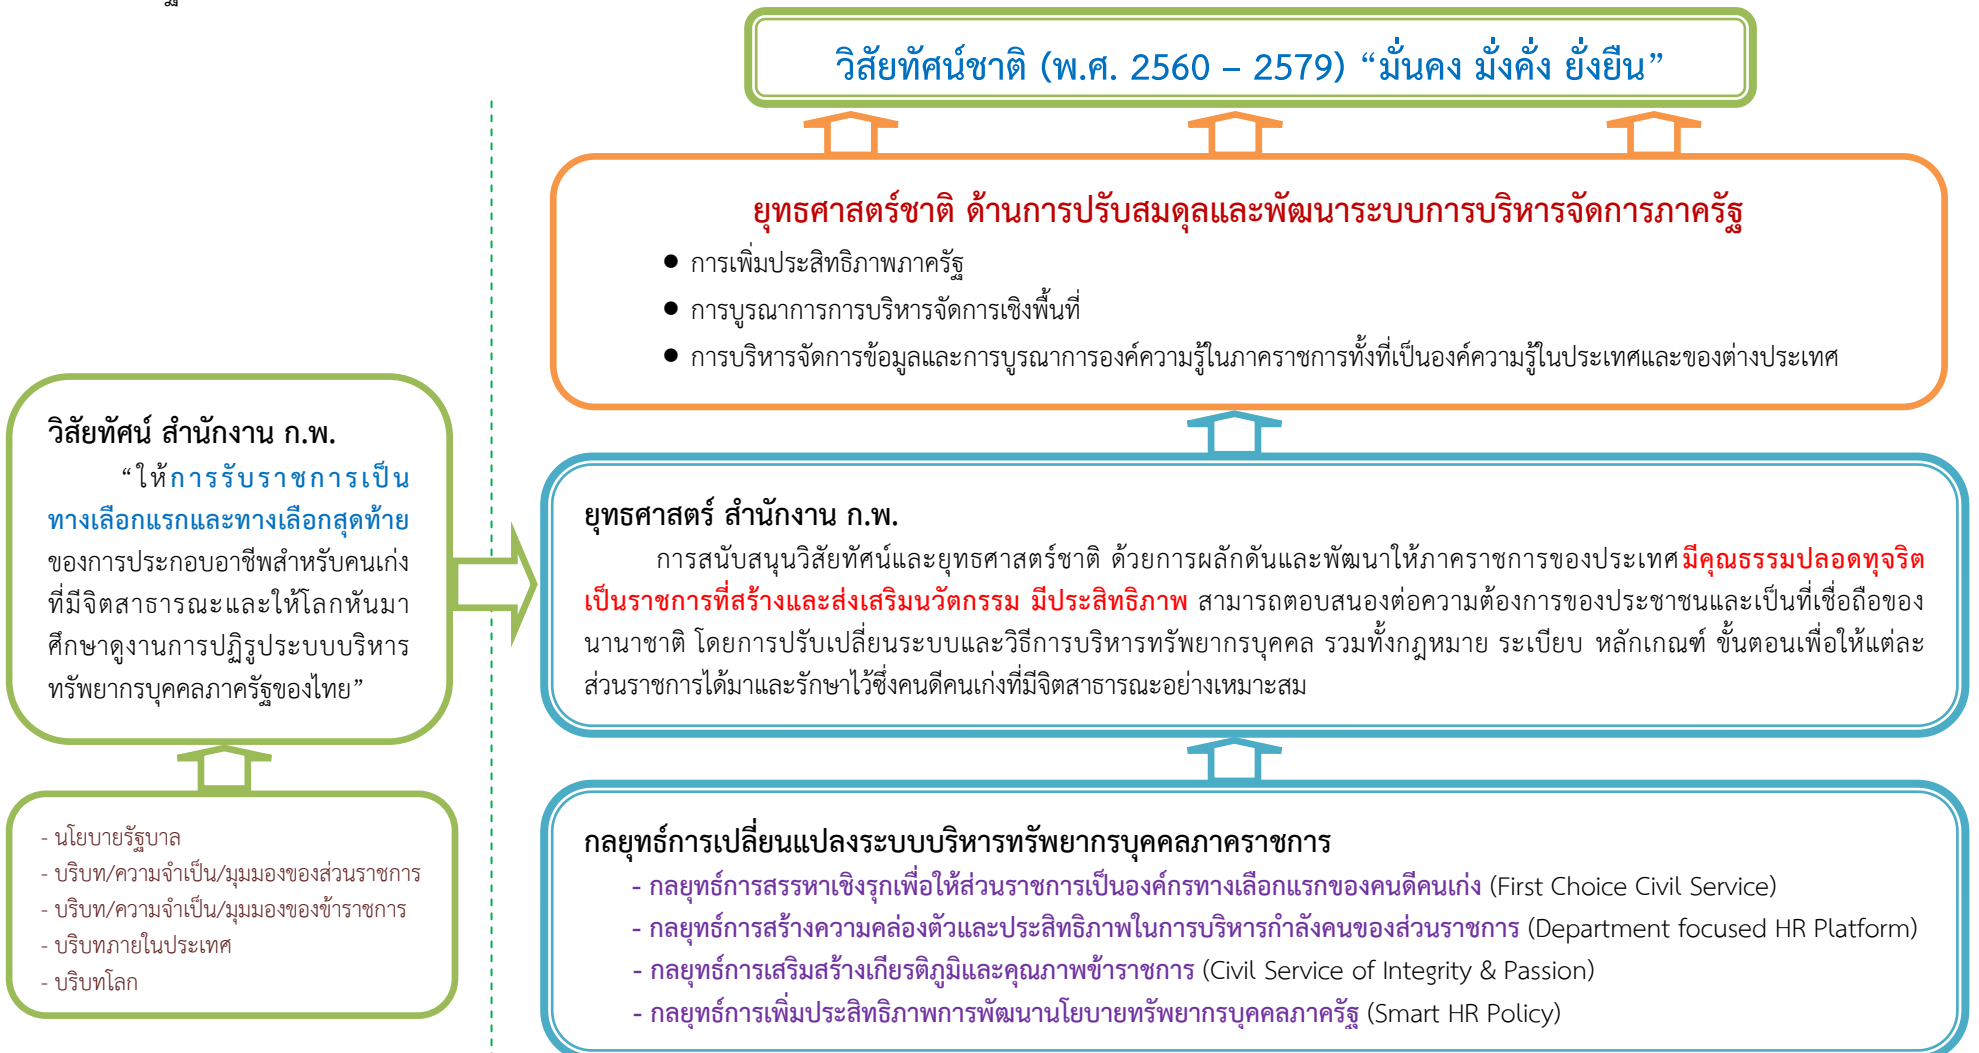 วิสัยทัศน์ชาติ (พ.ศ. 2560 – 2579) “มั่นคง มั่งคั่ง ยั่งยืน”
ยุทธศาสตร์ชาติ ด้านการปรับสมดุลและพัฒนาระบบการบริหารจัดการภาครัฐ
● การเพิ่มประสิทธิภาพภาครัฐ
● การบูรณาการการบริหารจัดการเชิงพื้นที่
● การบริหารจัดการข้อมูลและการบูรณาการองค์ความรู้ในภาคราชการทั้งที่เป็นองค์ความรู้ในประเทศและของต่างประเทศ
วิสัยทัศน์ สำนักงาน ก.พ.
“ให้การรับราชการเป็น
ทางเลือกแรกและทางเลือกสุดท้าย
ของการประกอบอาชีพสำหรับคนเก่ง
ที่มีจิตสาธารณะและให้โลกหันมา
ศึกษาดูงานการปฏิรูประบบบริหาร
ทรัพยากรบุคคลภาครัฐของไทย”
- นโยบายรัฐบาล
- บริบท/ความจำเป็น/มุมมองของส่วนราชการ
- บริบท/ความจำเป็น/มุมมองของข้าราชการ
- บริบทภายในประเทศ
- บริบทโลก
ยุทธศาสตร์ สำนักงาน ก.พ.
การสนับสนุนวิสัยทัศน์และยุทธศาสตร์ชาติ ด้วยการผลักดันและพัฒนาให้ภาคราชการของประเทศมีคุณธรรมปลอดทุจริต
เป็นราชการที่สร้างและส่งเสริมนวัตกรรม มีประสิทธิภาพ สามารถตอบสนองต่อความต้องการของประชาชนและเป็นที่เชื่อถือของ
นานาชาติ โดยการปรับเปลี่ยนระบบและวิธีการบริหารทรัพยากรบุคคล รวมทั้งกฎหมาย ระเบียบ หลักเกณฑ์ ขั้นตอนเพื่อให้แต่ละ
ส่วนราชการได้มาและรักษาไว้ซึ่งคนดีคนเก่งที่มีจิตสาธารณะอย่างเหมาะสม
กลยุทธ์การเปลี่ยนแปลงระบบบริหารทรัพยากรบุคคลภาคราชการ
- กลยุทธ์การสรรหาเชิงรุกเพื่อให้ส่วนราชการเป็นองค์กรทางเลือกแรกของคนดีคนเก่ง (First Choice Civil Service)
- กลยุทธ์การสร้างความคล่องตัวและประสิทธิภาพในการบริหารกำลังคนของส่วนราชการ (Department focused HR Platform)
- กลยุทธ์การเสริมสร้างเกียรติภูมิและคุณภาพข้าราชการ (Civil Service of Integrity & Passion)
- กลยุทธ์การเพิ่มประสิทธิภาพการพัฒนานโยบายทรัพยากรบุคคลภาครัฐ (Smart HR Policy)